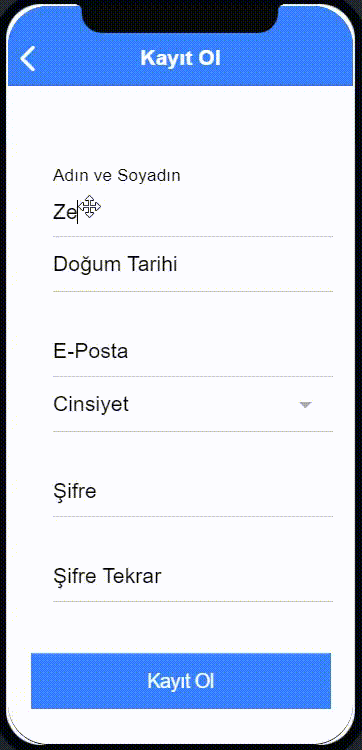 Kayıt Ol
Adın ve Soyadın
Ze
Doğum Tarihi
E-Posta
Cinsiyet
Şifre
Şifre Tekrar
Kayıt Ol